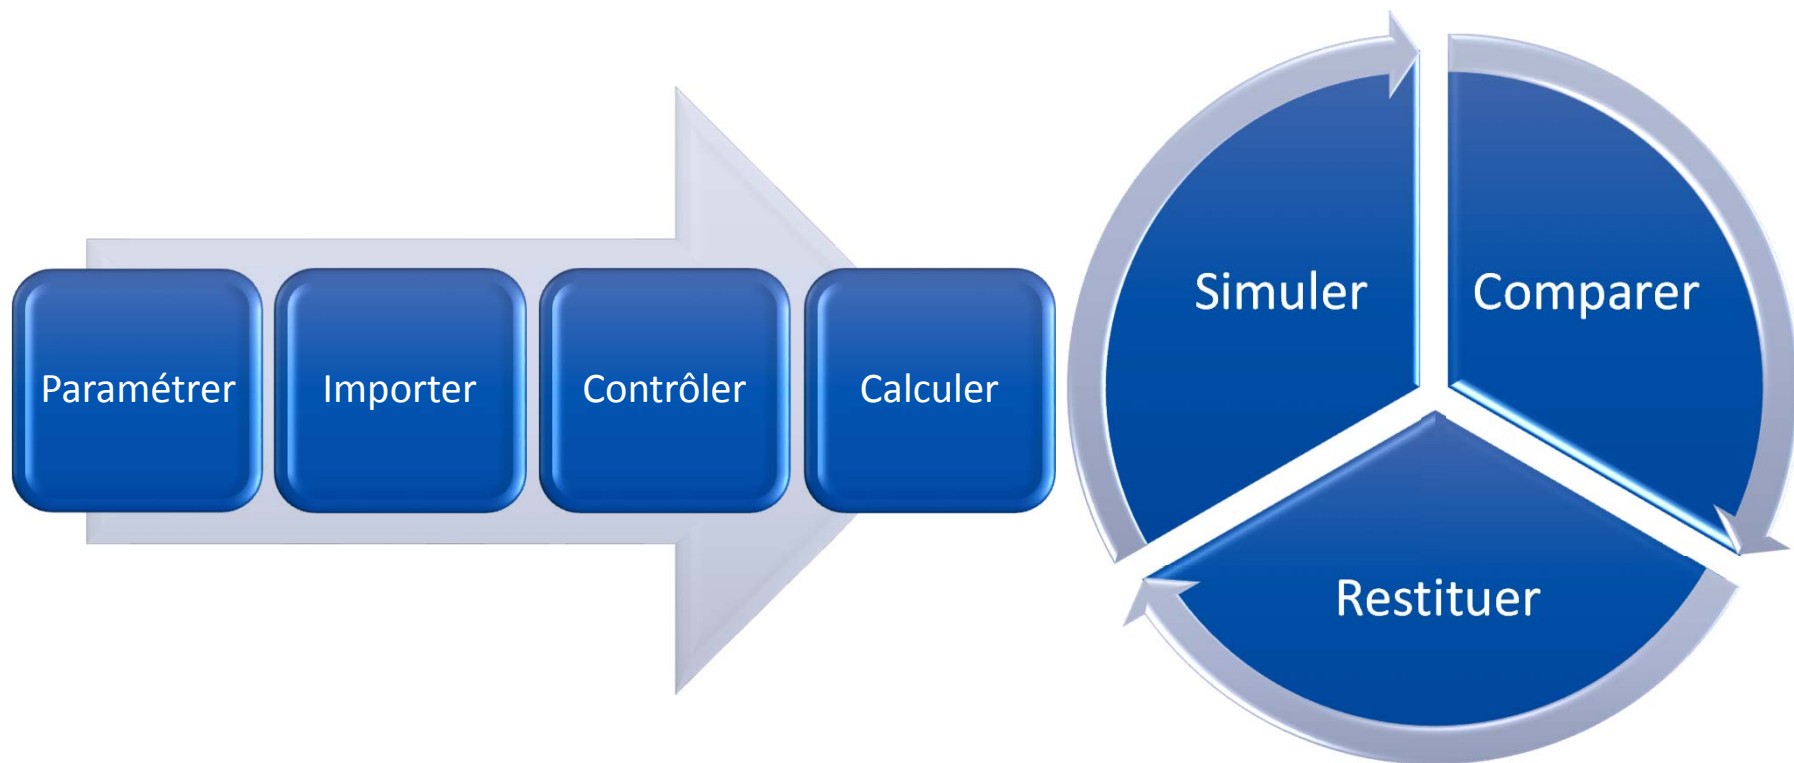 Paramétrer
Importer
Contrôler
Calculer
Simuler
Comparer
Restituer